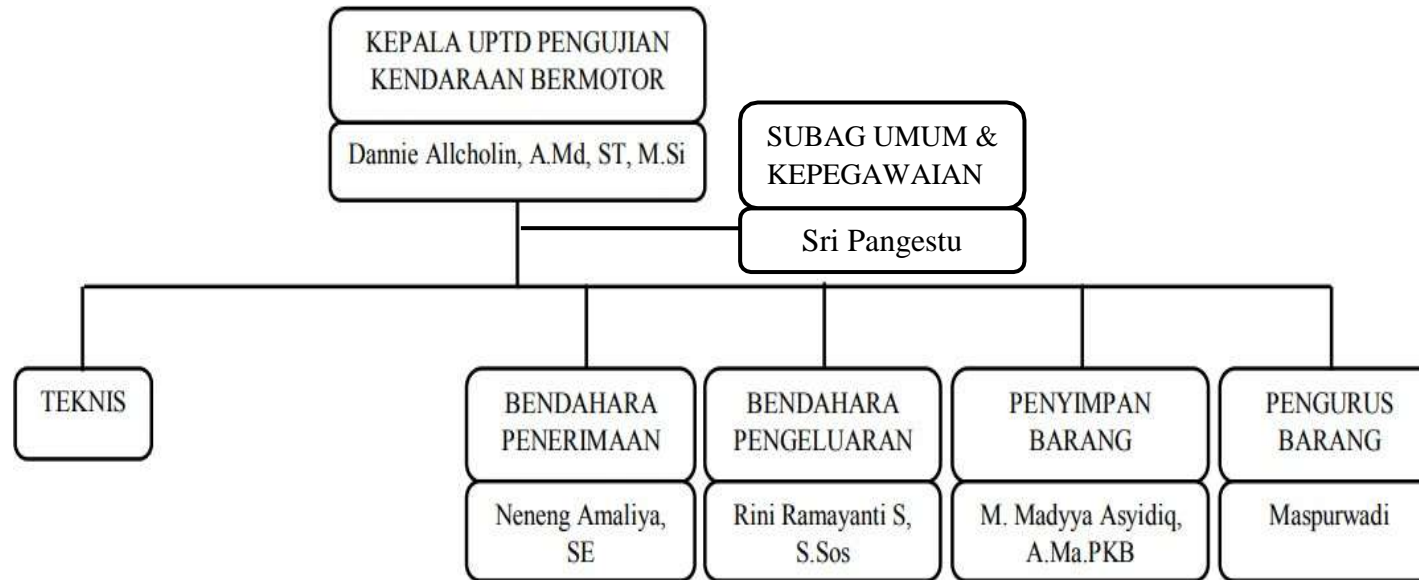 KEPALA UPTD PENGUJIAN
KENDARAAN BERMOTOR
Dannie Allcholin, A.Md, ST, M.Si
SUBAG UMUM &
KEPEGAWAIAN
Sri Pangestu
TEKNIS
BENDAHARA
PENERIMAAN
Neneng Amaliya,
SE
BENDAHARA
PENGELUARAN
Rini Ramayanti S,
S.Sos
PENYIMPAN
BARANG
M. Madyya Asyidiq,
A.Ma.PKB
PENGURUS
BARANG
Maspurwadi